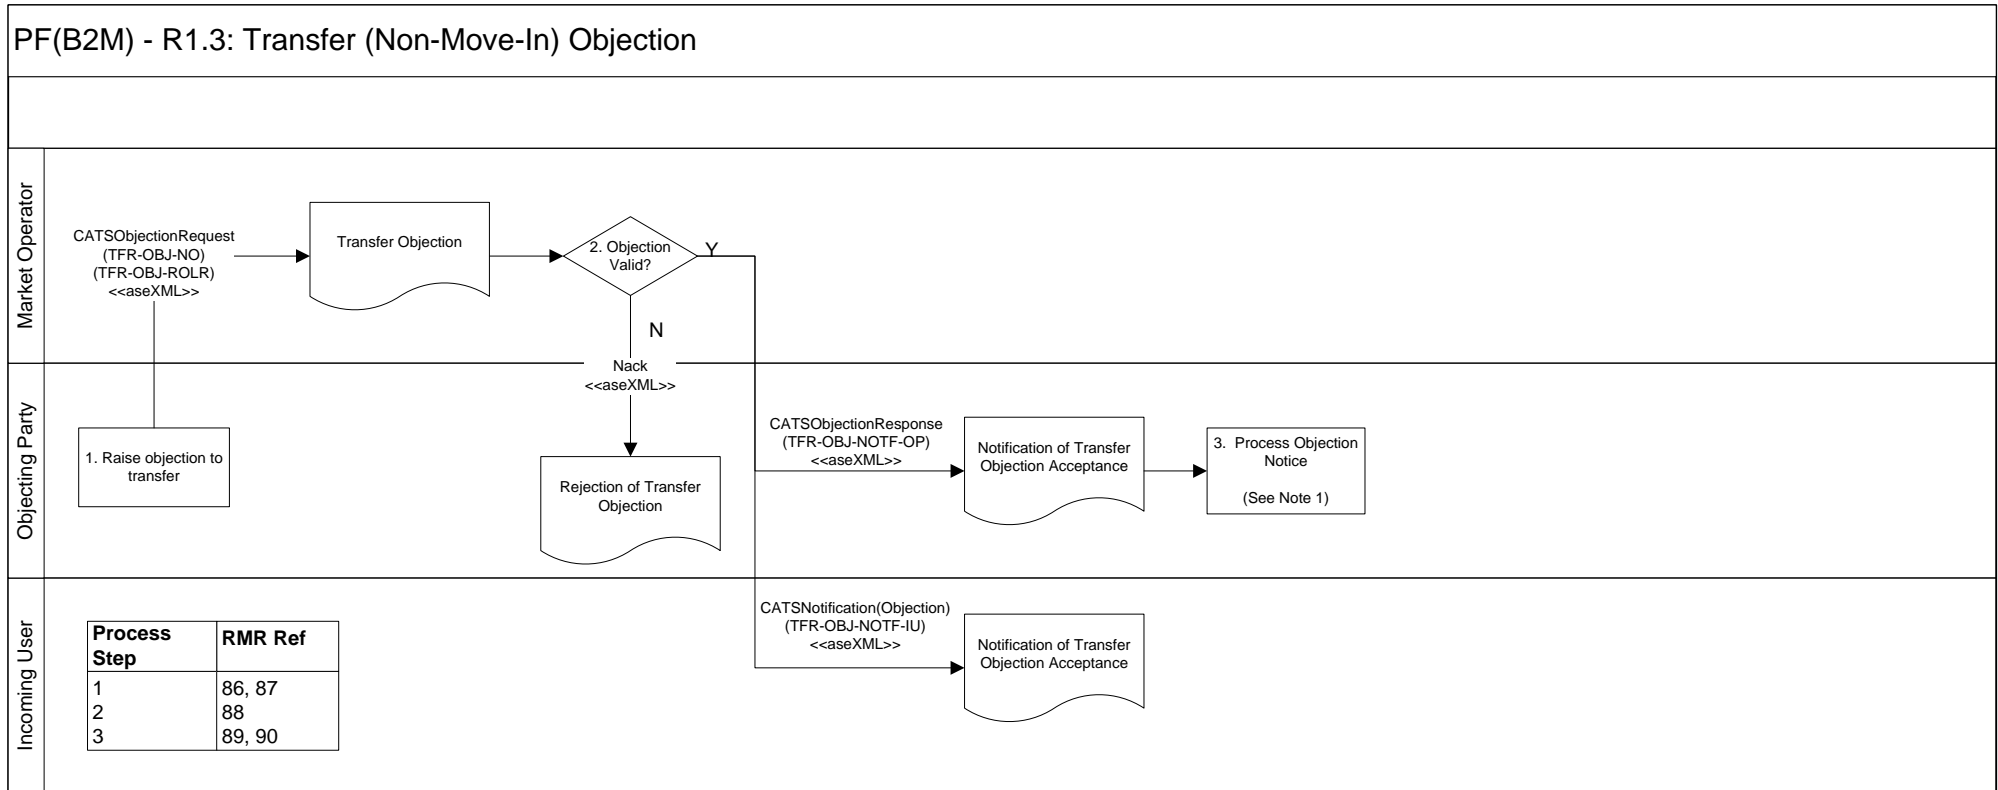 PF(B2M) - R1.3: Transfer (Non-Move-In) Objection
Market Operator
CATSObjectionRequest
(TFR-OBJ-NO)
(TFR-OBJ-ROLR)
<<aseXML>>
Transfer Objection
2. Objection
Valid?
Y
N
Nack
<<aseXML>>
Objecting Party
1. Raise objection to
transfer
Rejection of Transfer
Objection
CATSObjectionResponse
(TFR-OBJ-NOTF-OP)
<<aseXML>>
Notification of Transfer
Objection Acceptance
3. Process Objection
Notice
(See Note 1)
Incoming User
Process
Step
RMR Ref
1
86, 87
2
88
3
89, 90
CATSNotification(Objection)
(TFR-OBJ-NOTF-IU)
<<aseXML>>
Notification of Transfer
Objection Acceptance